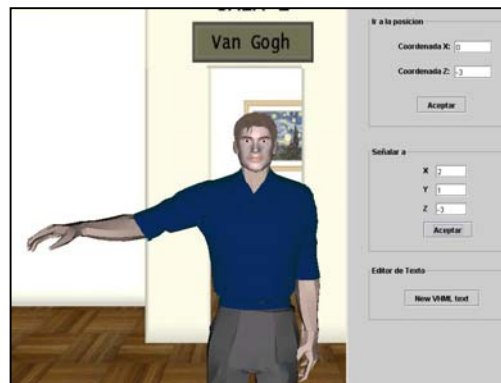 Van Gogh
Ir a la posicion
Coordenada X: 0
Coordenada Z: -3
Aceptar
Señalar a
X 2
Y 1
Z -3
Aceptar
Editor de Texto
New VHML text